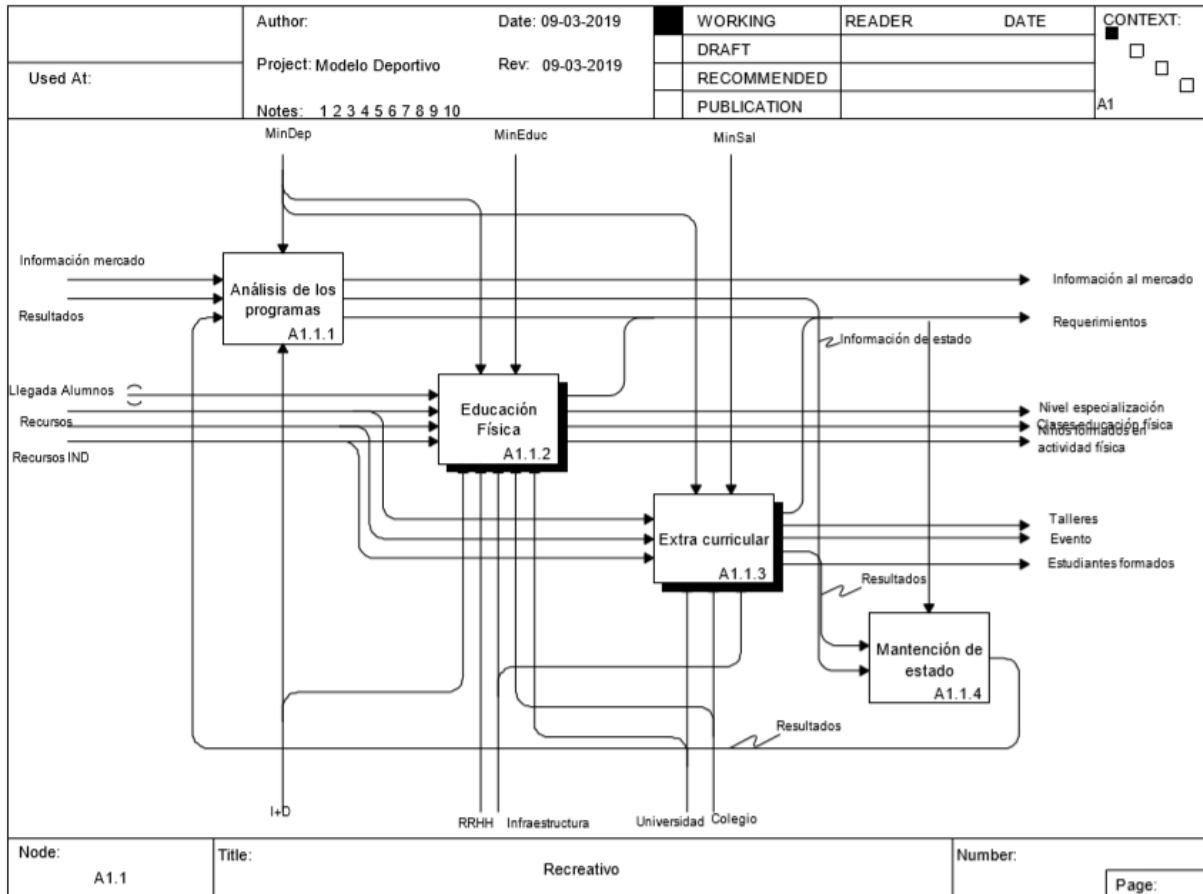 Used At:
Author:
Date: 09-03-2019
Project: Modelo Deportivo
Rev: 09-03-2019
Notes: 1 2 3 4 5 6 7 8 9 10
WORKING
DRAFT
RECOMMENDED
PUBLICATION
READER
DATE
CONTEXT:
A1
MinDep
MinEduc
MinSal
Información mercado
Resultados
Análisis de los
programas
A1.1.1
Información al mercado
Requerimientos
Información de estado
Llegada Alumnos
Recursos
Recursos IND
Educación
Física
A1.1.2
Nivel especialización
Clases educación física
Niños formados en
actividad física
Extra curricular
A1.1.3
Talleres
Evento
Estudiantes formados
Resultados
Mantención de
estado
A1.1.4
Resultados
I+D
RRHH
Infraestructura
Universidad
Colegio
Node:
A1.1
Title:
Recreativo
Number:
Page: